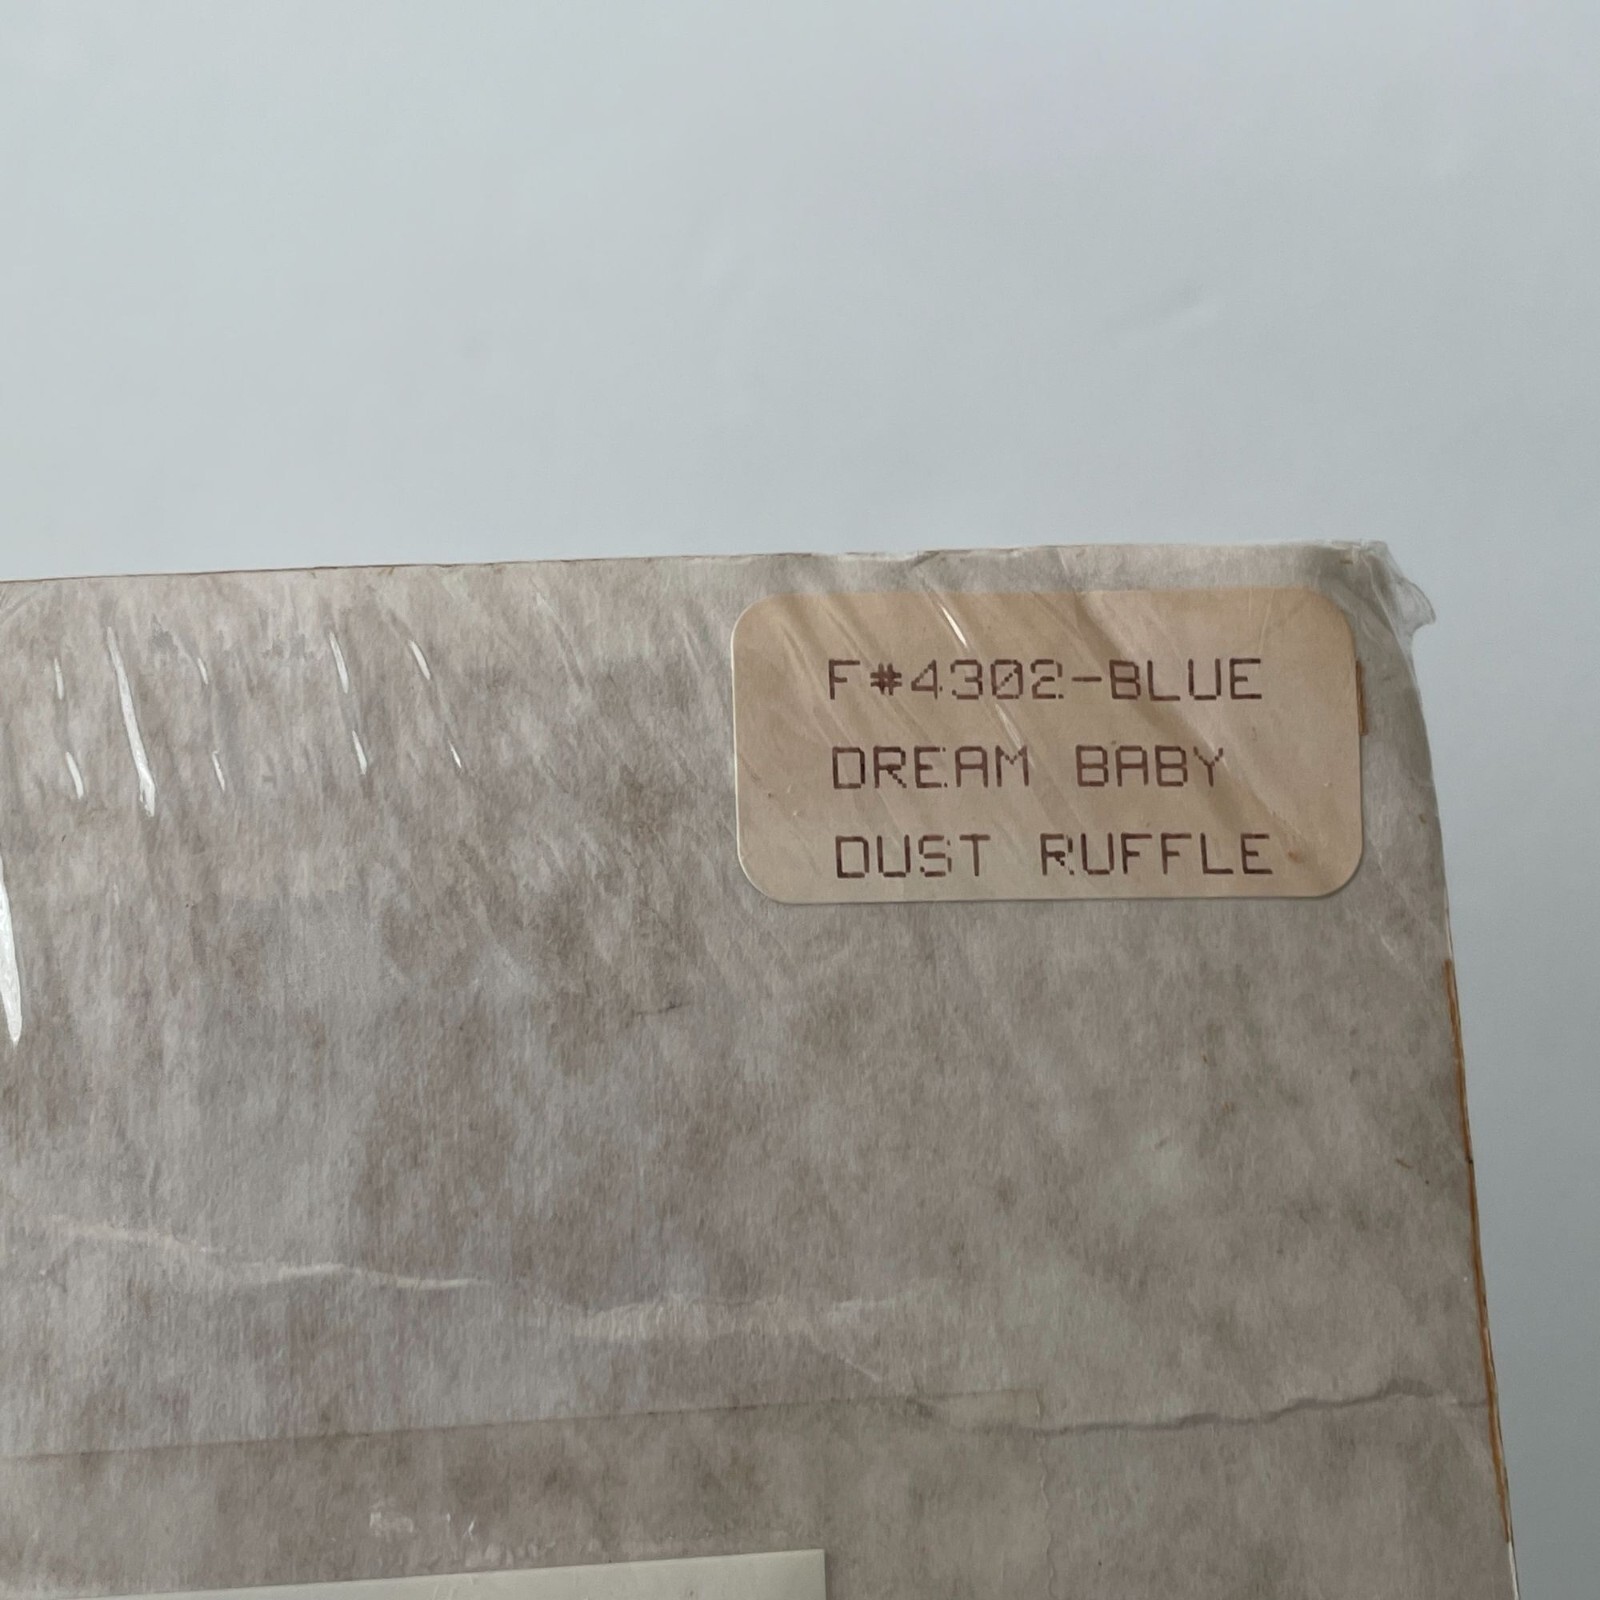 F#4302-BLUE
DREAM BABY
DUST RUFFLE